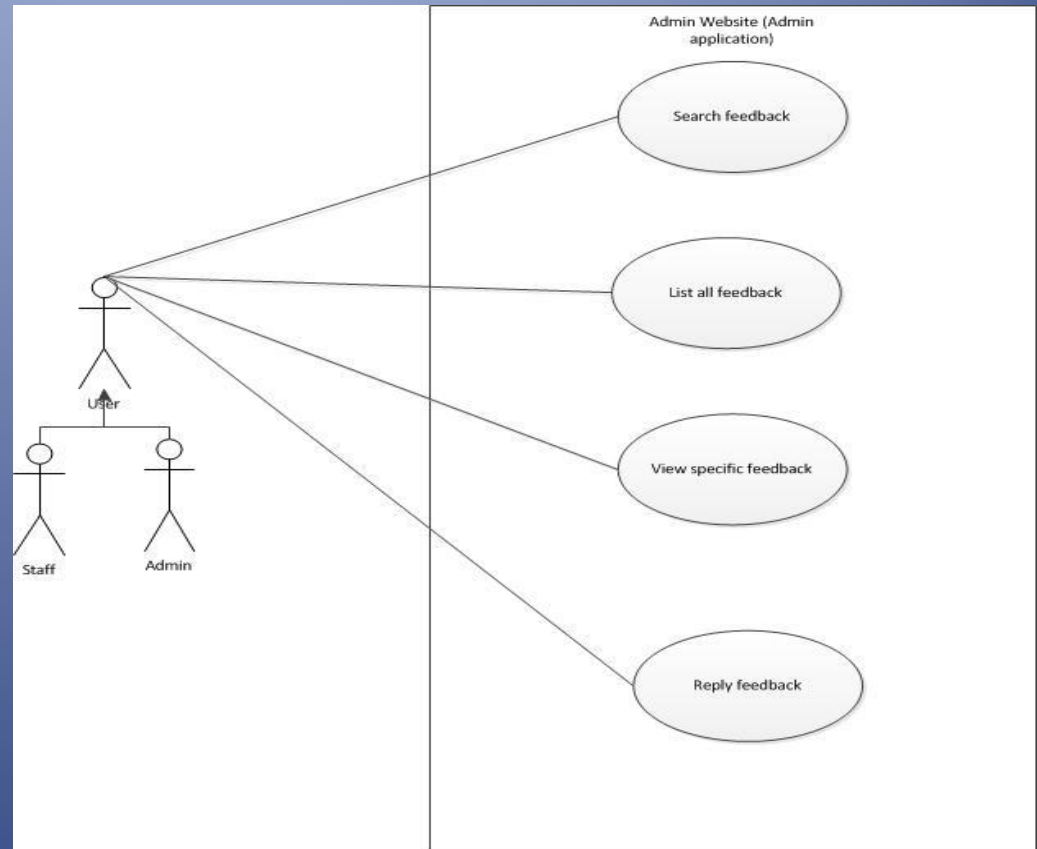 Admin Website (Admin
application)
Search feedback
List all feedback
User
View specific feedback
Staff
Admin
Reply feedback